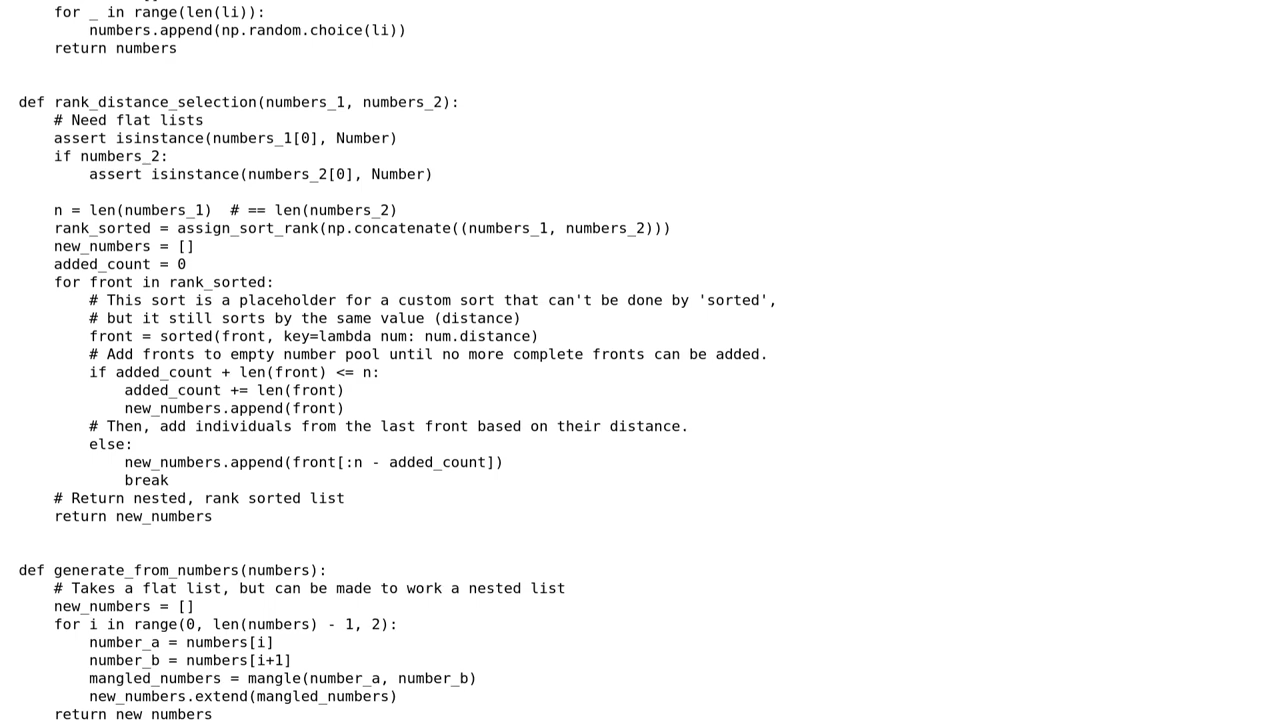 for _ in range(len(li)):
numbers.append(np.random.choice(li))
return numbers
def rank_distance_selection(numbers_1, numbers_2):
# Need flat lists
assert isinstance(numbers_1[0], Number)
if numbers_2:
assert isinstance(numbers_2[0], Number)
n = len(numbers_1)  # == len(numbers_2)
rank_sorted = assign_sort_rank(np.concatenate((numbers_1, numbers_2)))
new_numbers = []
added_count = 0
for front in rank_sorted:
# This sort is a placeholder for a custom sort that can't be done by 'sorted',
# but it still sorts by the same value (distance)
front = sorted(front, key=lambda num: num.distance)
# Add fronts to empty number pool until no more complete fronts can be added.
if added_count + len(front) <= n:
added_count += len(front)
new_numbers.append(front)
# Then, add individuals from the last front based on their distance.
else:
new_numbers.append(front[:n - added_count])
break
# Return nested, rank sorted list
return new_numbers
def generate_from_numbers(numbers):
# Takes a flat list, but can be made to work a nested list
new_numbers = []
for i in range(0, len(numbers) - 1, 2):
number_a = numbers[i]
number_b = numbers[i+1]
mangled_numbers = mangle(number_a, number_b)
new_numbers.extend(mangled_numbers)
return new_numbers